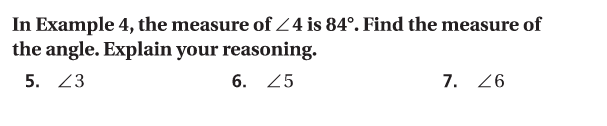 In Example 4, the measure of ∠4 is 84°. Find the measure of
the angle. Explain your reasoning.
5. ∠3 6. ∠5 7. ∠6